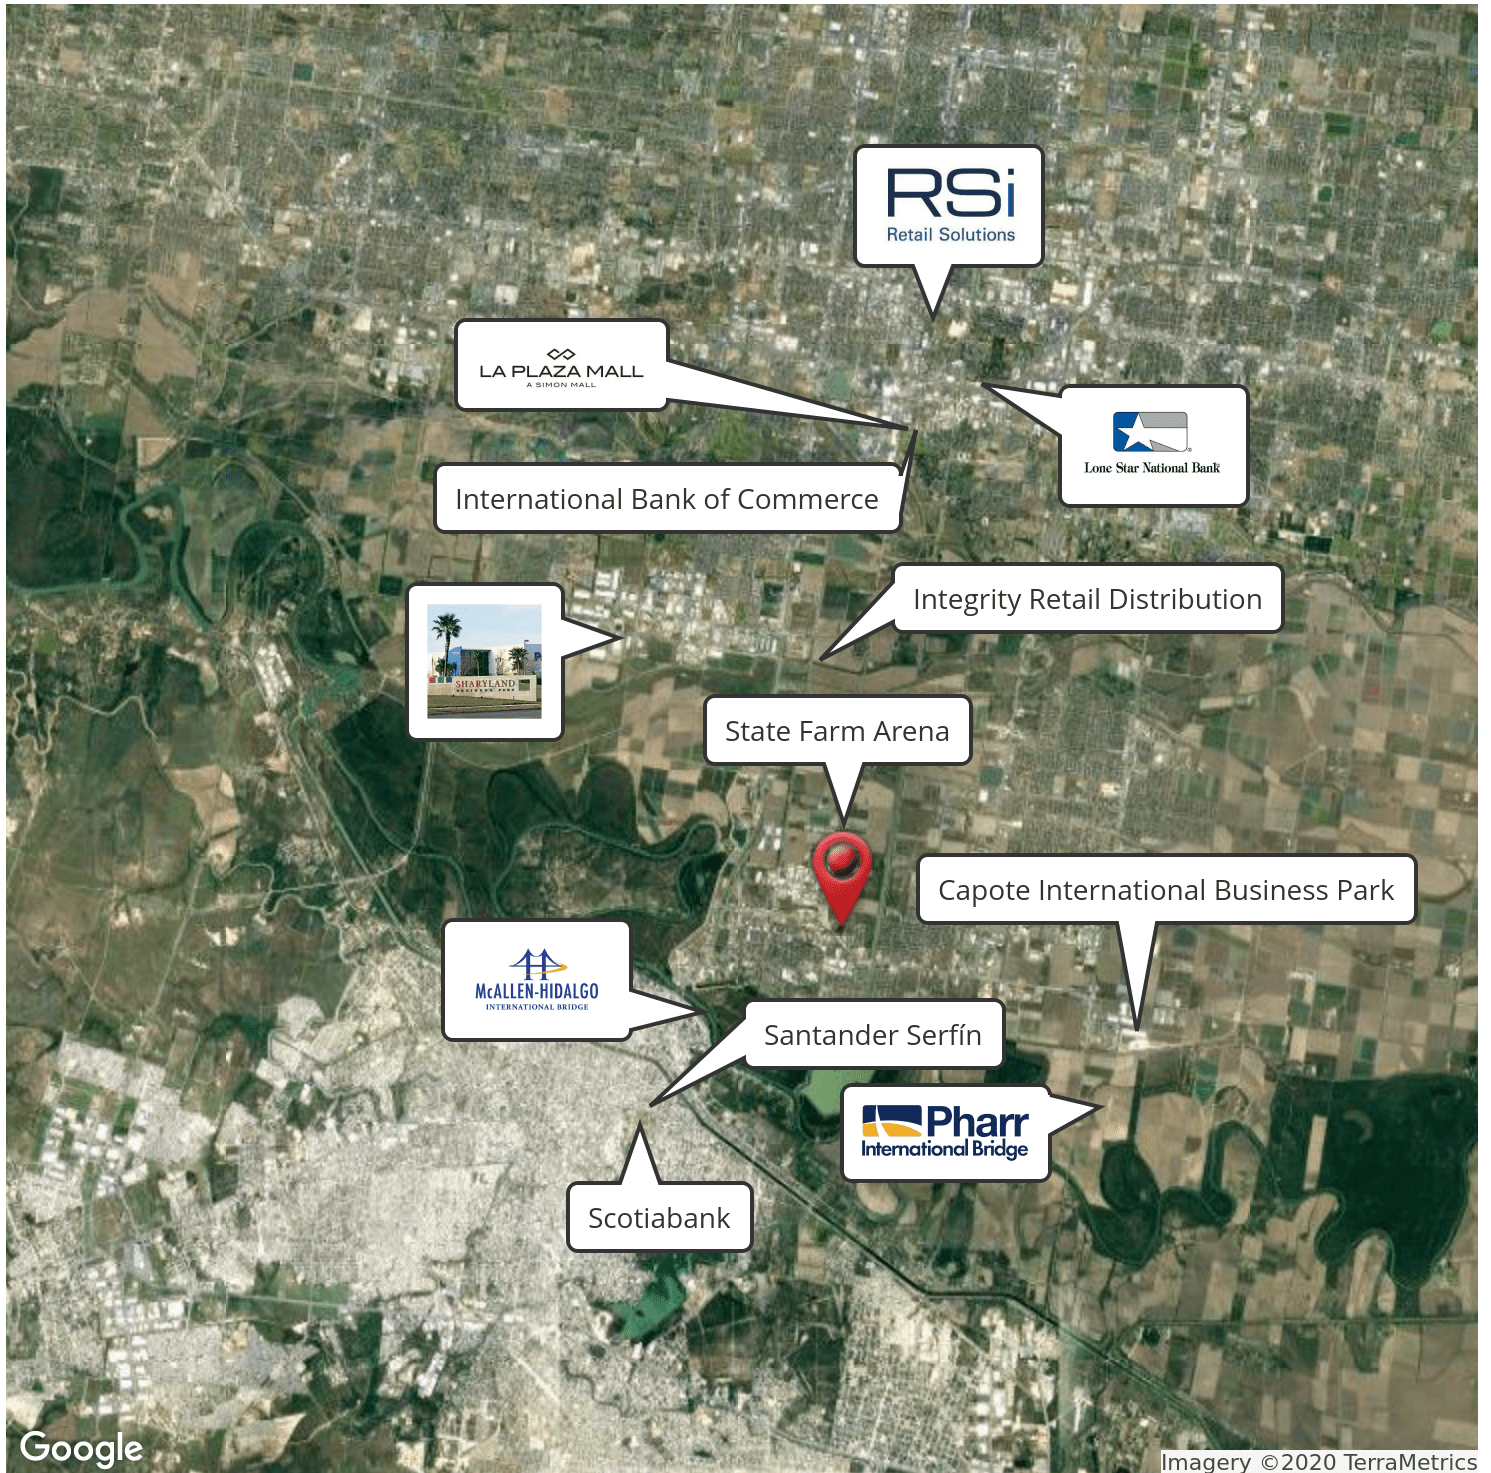 RSi
Retail Solutions
LA PLAZA MALL
A SIMON MALL
Lone Star National Bank
International Bank of Commerce
Integrity Retail Distribution
SHARYLAND
BUSINESS PARK
State Farm Arena
Capote International Business Park
McALLEN-HIDALGO
INTERNATIONAL BRIDGE
Santander Serfín
Pharr
International Bridge
Scotiabank
Google
Imagery ©2020 TerraMetrics